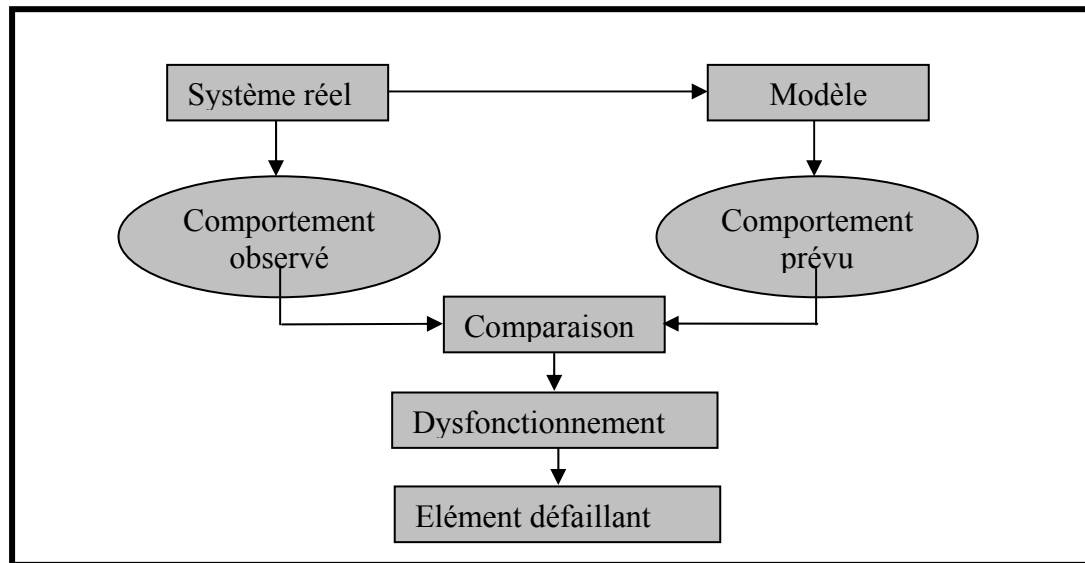 Système réel
Modèle
Comportement
observé
Comportement
prévu
Comparaison
Dysfonctionnement
Elément défaillant